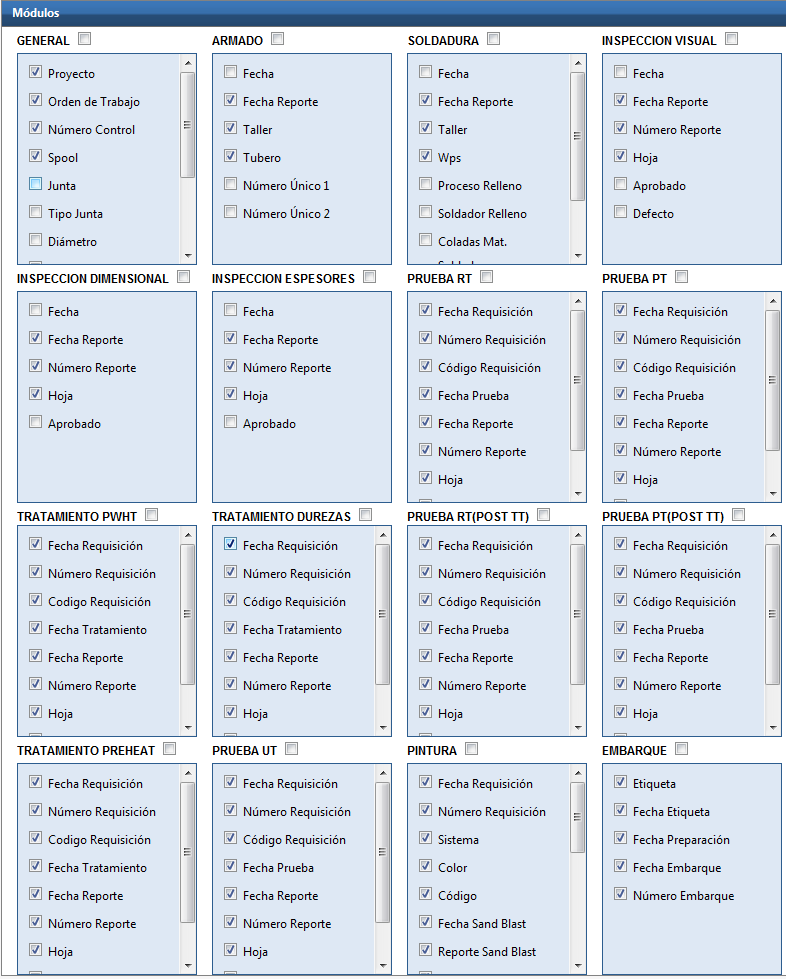 Módulos
GENERAL
Proyecto
Orden de Trabajo
Número Control
Spool
Junta
Tipo Junta
Diámetro
ARMADO
Fecha
Fecha Reporte
Taller
Tubero
Número Único 1
Número Único 2
SOLDADURA
Fecha
Fecha Reporte
Taller
Wps
Proceso Relleno
Soldador Relleno
Coladas Mat.
INSPECCION VISUAL
Fecha
Fecha Reporte
Número Reporte
Hoja
Aprobado
Defecto
INSPECCION DIMENSIONAL
Fecha
Fecha Reporte
Número Reporte
Hoja
Aprobado
INSPECCION ESPESORES
Fecha
Fecha Reporte
Número Reporte
Hoja
Aprobado
PRUEBA RT
Fecha Requisición
Número Requisición
Código Requisición
Fecha Prueba
Fecha Reporte
Número Reporte
Hoja
PRUEBA PT
Fecha Requisición
Número Requisición
Código Requisición
Fecha Prueba
Fecha Reporte
Número Reporte
Hoja
TRATAMIENTO PWHT
Fecha Requisición
Número Requisición
Codigo Requisición
Fecha Tratamiento
Fecha Reporte
Número Reporte
Hoja
TRATAMIENTO DUREZAS
Fecha Requisición
Número Requisición
Código Requisición
Fecha Tratamiento
Fecha Reporte
Número Reporte
Hoja
PRUEBA RT(POST TT)
Fecha Requisición
Número Requisición
Código Requisición
Fecha Prueba
Fecha Reporte
Número Reporte
Hoja
PRUEBA PT(POST TT)
Fecha Requisición
Número Requisición
Código Requisición
Fecha Prueba
Fecha Reporte
Número Reporte
Hoja
TRATAMIENTO PREHEAT
Fecha Requisición
Número Requisición
Codigo Requisición
Fecha Tratamiento
Fecha Reporte
Número Reporte
Hoja
PRUEBA UT
Fecha Requisición
Número Requisición
Código Requisición
Fecha Prueba
Fecha Reporte
Número Reporte
Hoja
PINTURA
Fecha Requisición
Número Requisición
Sistema
Color
Código
Fecha Sand Blast
Reporte Sand Blast
EMBARQUE
Etiqueta
Fecha Etiqueta
Fecha Preparación
Fecha Embarque
Número Embarque